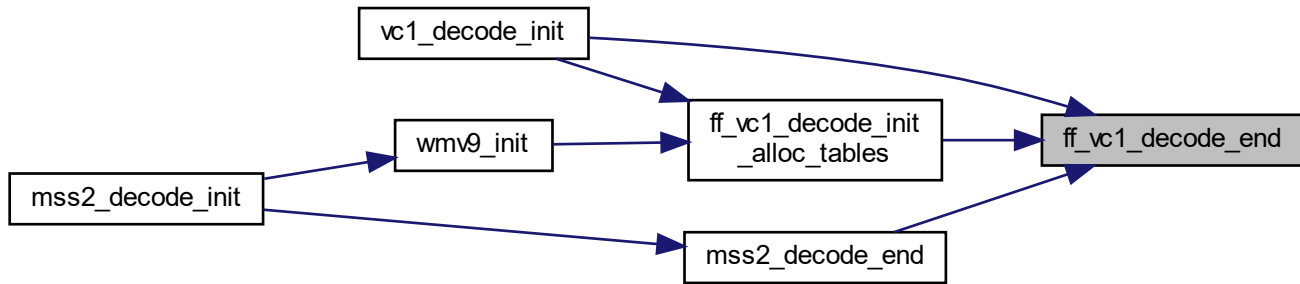 vc1_decode_init
ff_vc1_decode_init
_alloc_tables
ff_vc1_decode_end
wmv9_init
mss2_decode_init
mss2_decode_end